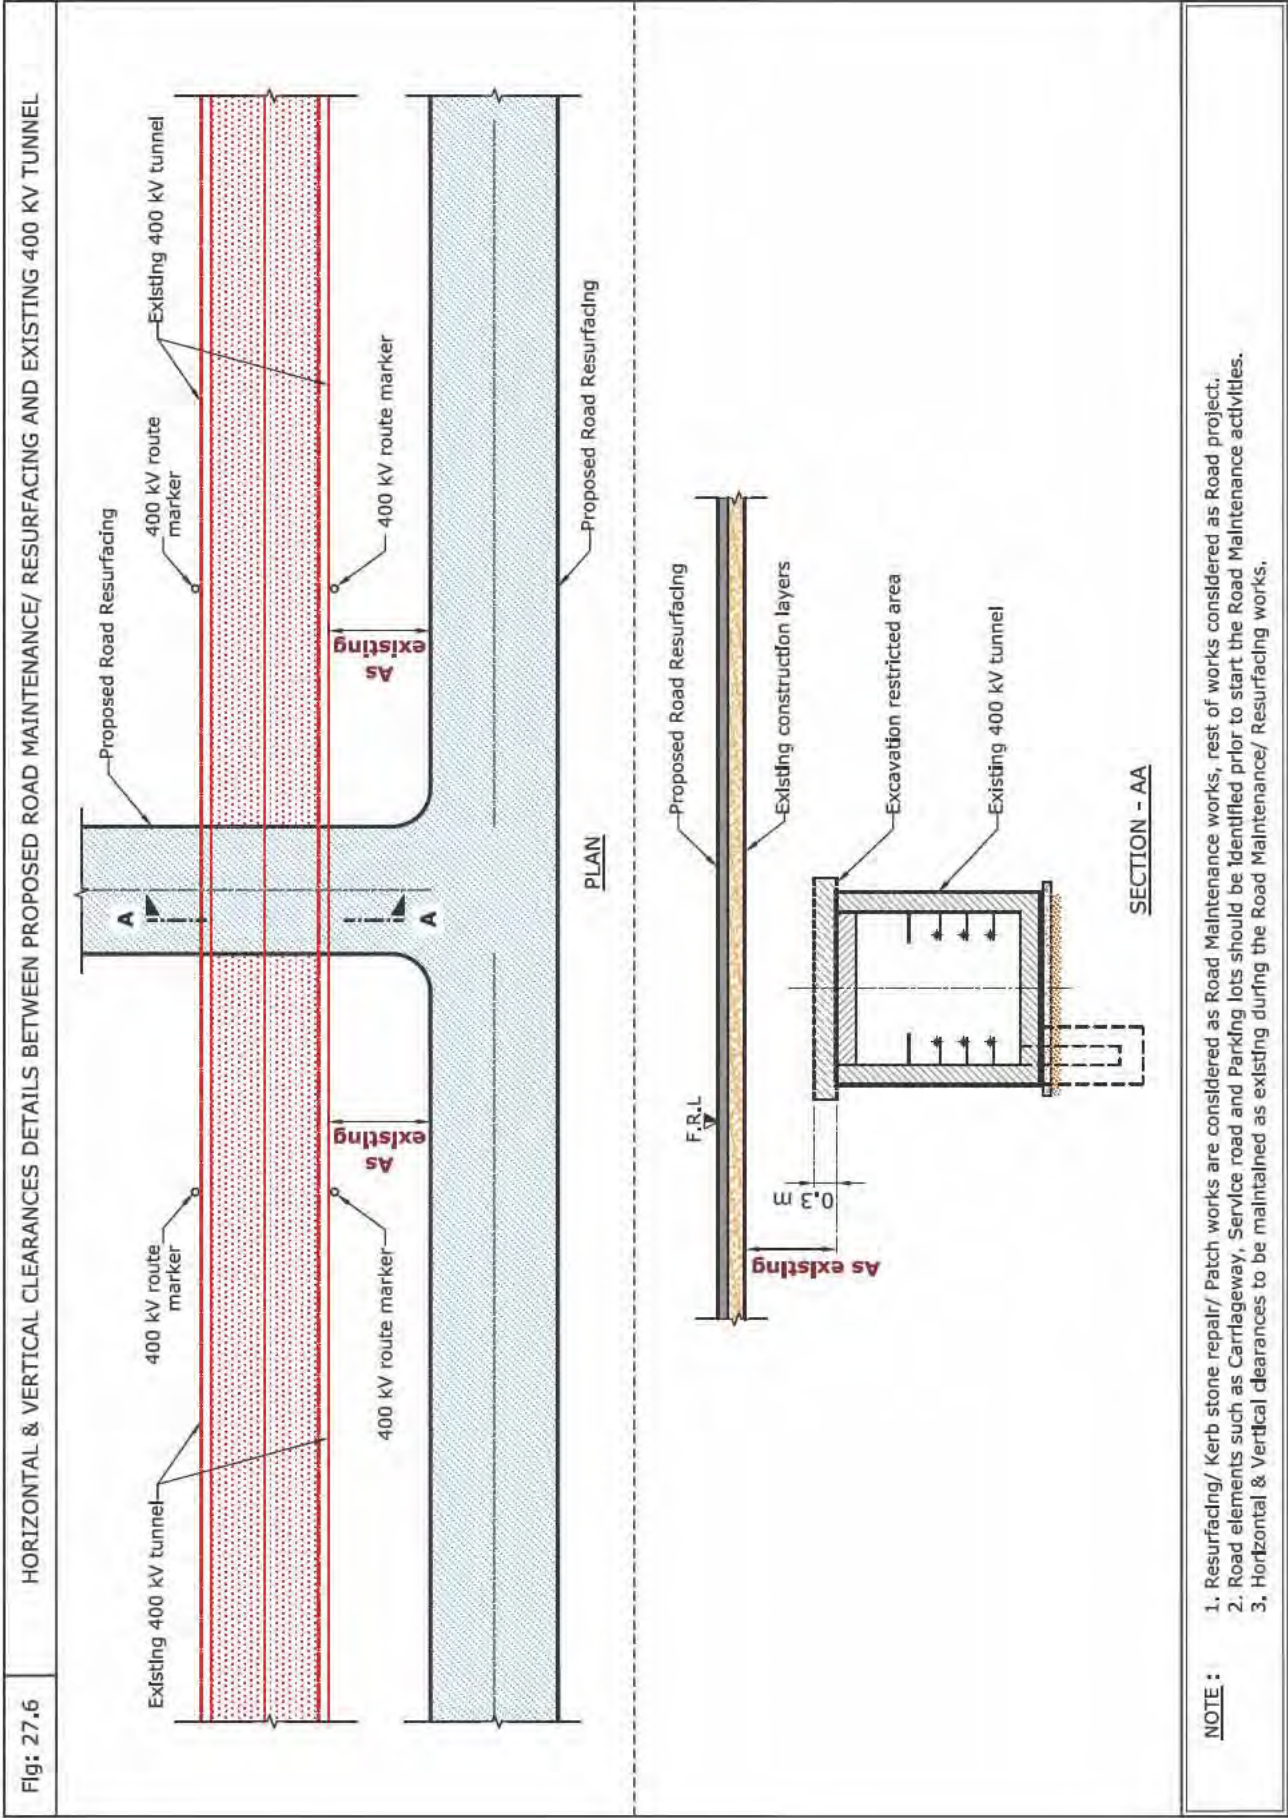 Fig: 27.6
HORIZONTAL & VERTICAL CLEARANCES DETAILS BETWEEN PROPOSED ROAD MAINTENANCE/ RESURFACING AND EXISTING 400 KV TUNNEL
Existing 400 kV tunnel
400 kV route
marker
Proposed Road Resurfacing
400 kV route
marker
Existing 400 kV tunnel
A
A
400 kV route marker
As
existing
As
existing
400 kV route marker
PLAN
Proposed Road Resurfacing
F.R.L
Proposed Road Resurfacing
As existing
0.3 m
Existing construction layers
Excavation restricted area
Existing 400 kV tunnel
SECTION - AA
NOTE :
1. Resurfacing/ Kerb stone repair/ Patch works are considered as Road Maintenance works, rest of works considered as Road project.
2. Road elements such as Carriageway, Service road and Parking lots should be identified prior to start the Road Maintenance activities.
3. Horizontal & Vertical clearances to be maintained as existing during the Road Maintenance/ Resurfacing works.